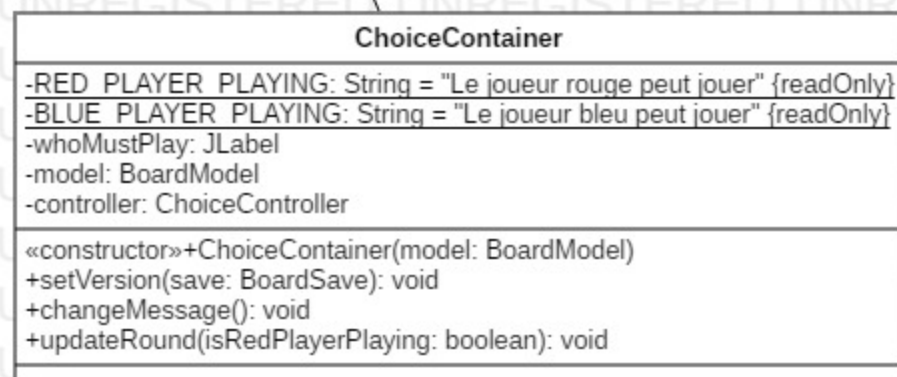 ChoiceContainer
-RED_PLAYER_PLAYING: String = "Le joueur rouge peut jouer" {readOnly}
-BLUE_PLAYER_PLAYING: String = "Le joueur bleu peut jouer" {readOnly}
-whoMustPlay: JLabel
-model: BoardModel
-controller: ChoiceController
«constructor»+ChoiceContainer(model: BoardModel)
+setVersion(save: BoardSave): void
+changeMessage(): void
+updateRound(isRedPlayerPlaying: boolean): void